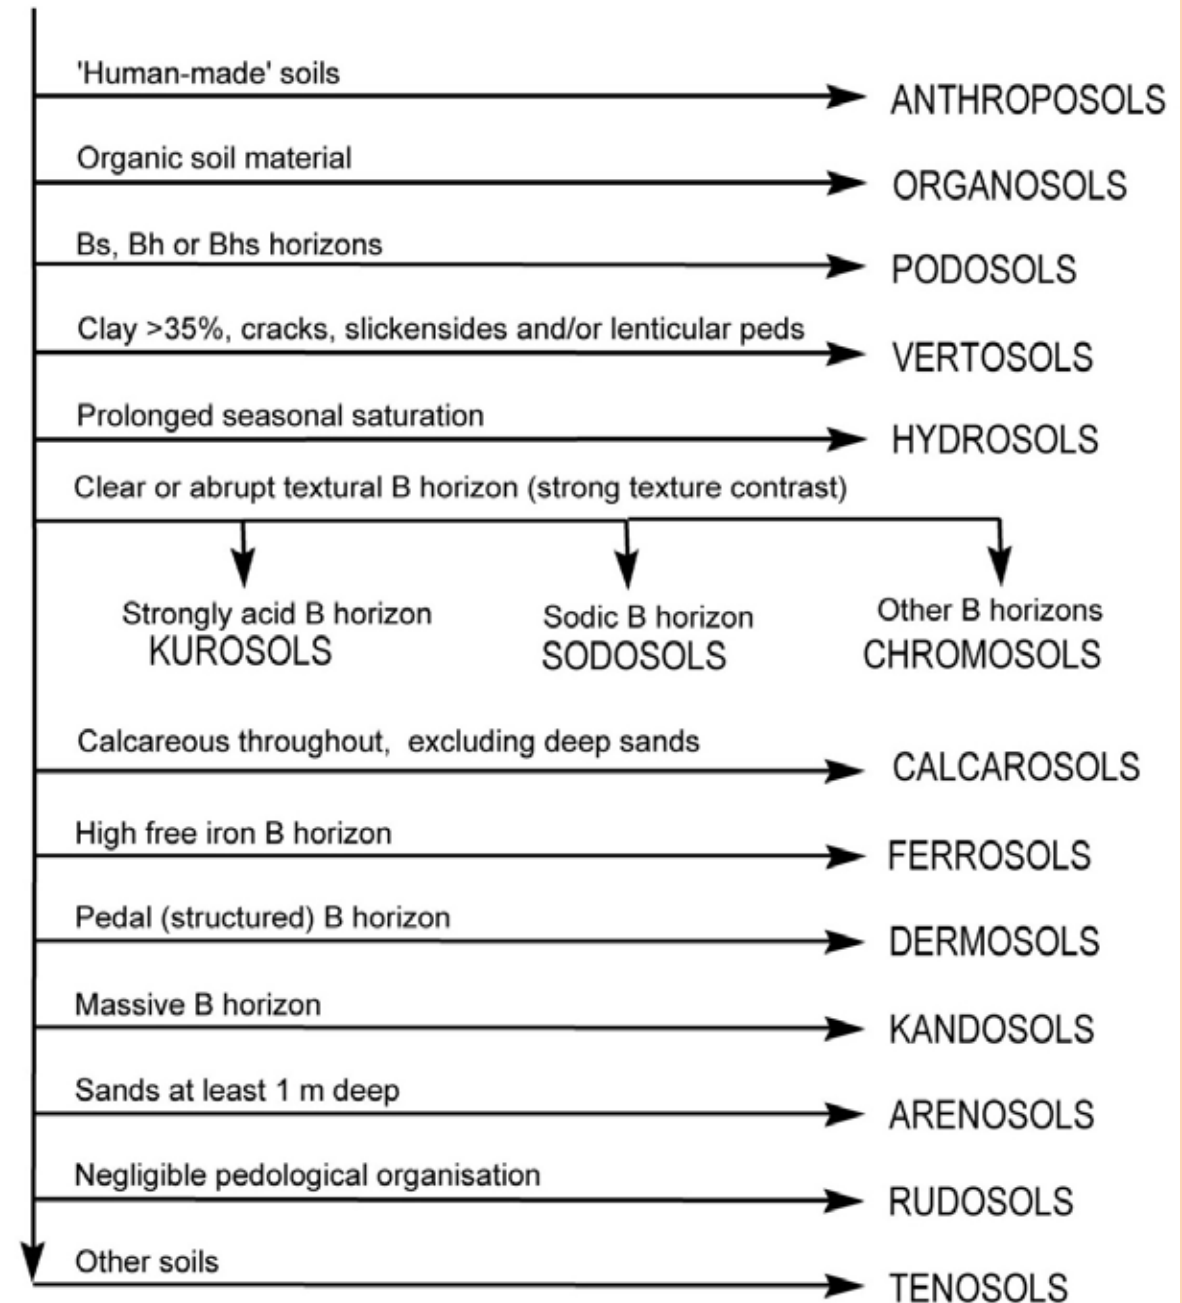 'Human-made' soils
ANTHROPOSOLS
Organic soil material
ORGANOSOLS
Bs, Bh or Bhs horizons
PODOSOLS
Clay >35%, cracks, slickensides and/or lenticular peds
VERTOSOLS
Prolonged seasonal saturation
HYDROSOLS
Clear or abrupt textural B horizon (strong texture contrast)
Strongly acid B horizon
KUROSOLS
Sodic B horizon
SODOSOLS
Other B horizons
CHROMOSOLS
Calcareous throughout, excluding deep sands
CALCAROSOLS
High free iron B horizon
FERROSOLS
Pedal (structured) B horizon
DERMOSOLS
Massive B horizon
KANDOSOLS
Sands at least 1 m deep
ARENOSOLS
Negligible pedological organisation
RUDOSOLS
Other soils
TENOSOLS